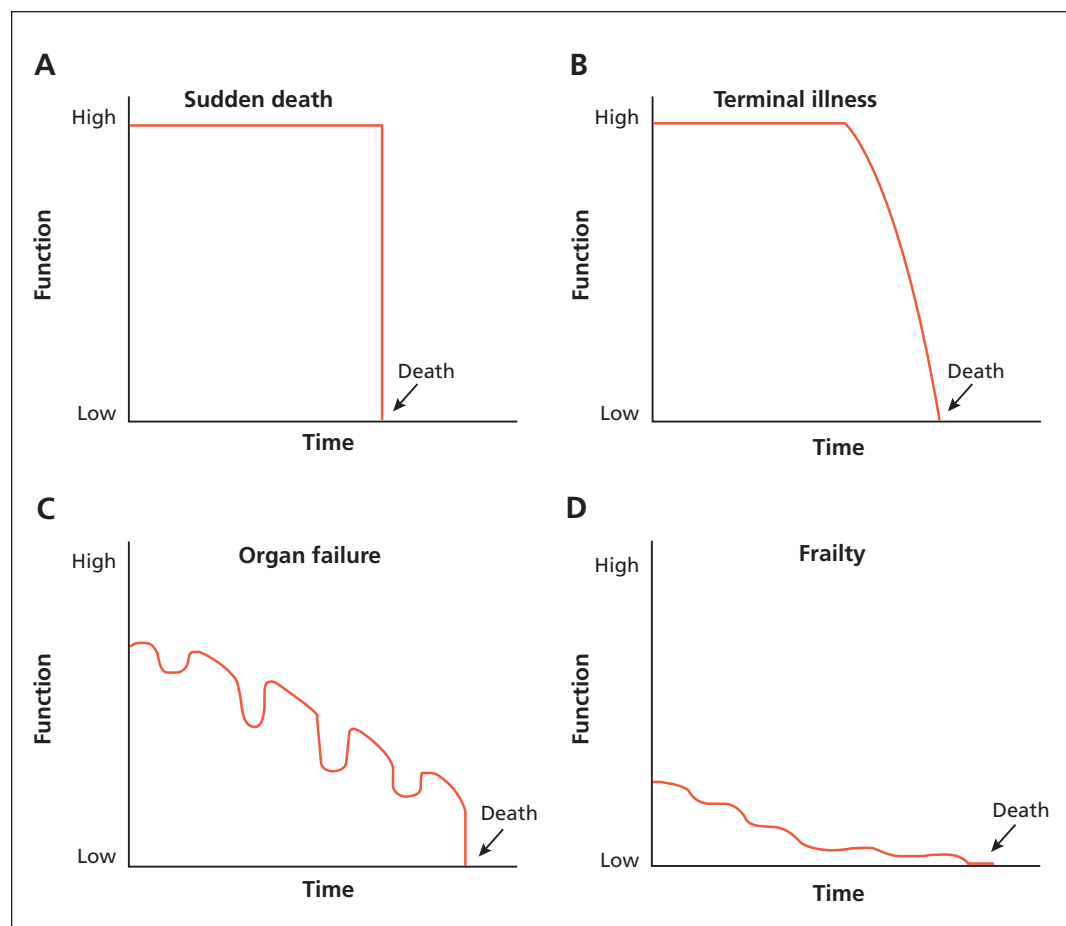 A
Sudden death
High
Function
Low
Death
Time
B
Terminal illness
High
Function
Low
Death
Time
C
Organ failure
High
Function
Low
Death
Time
D
Frailty
High
Function
Low
Death
Time